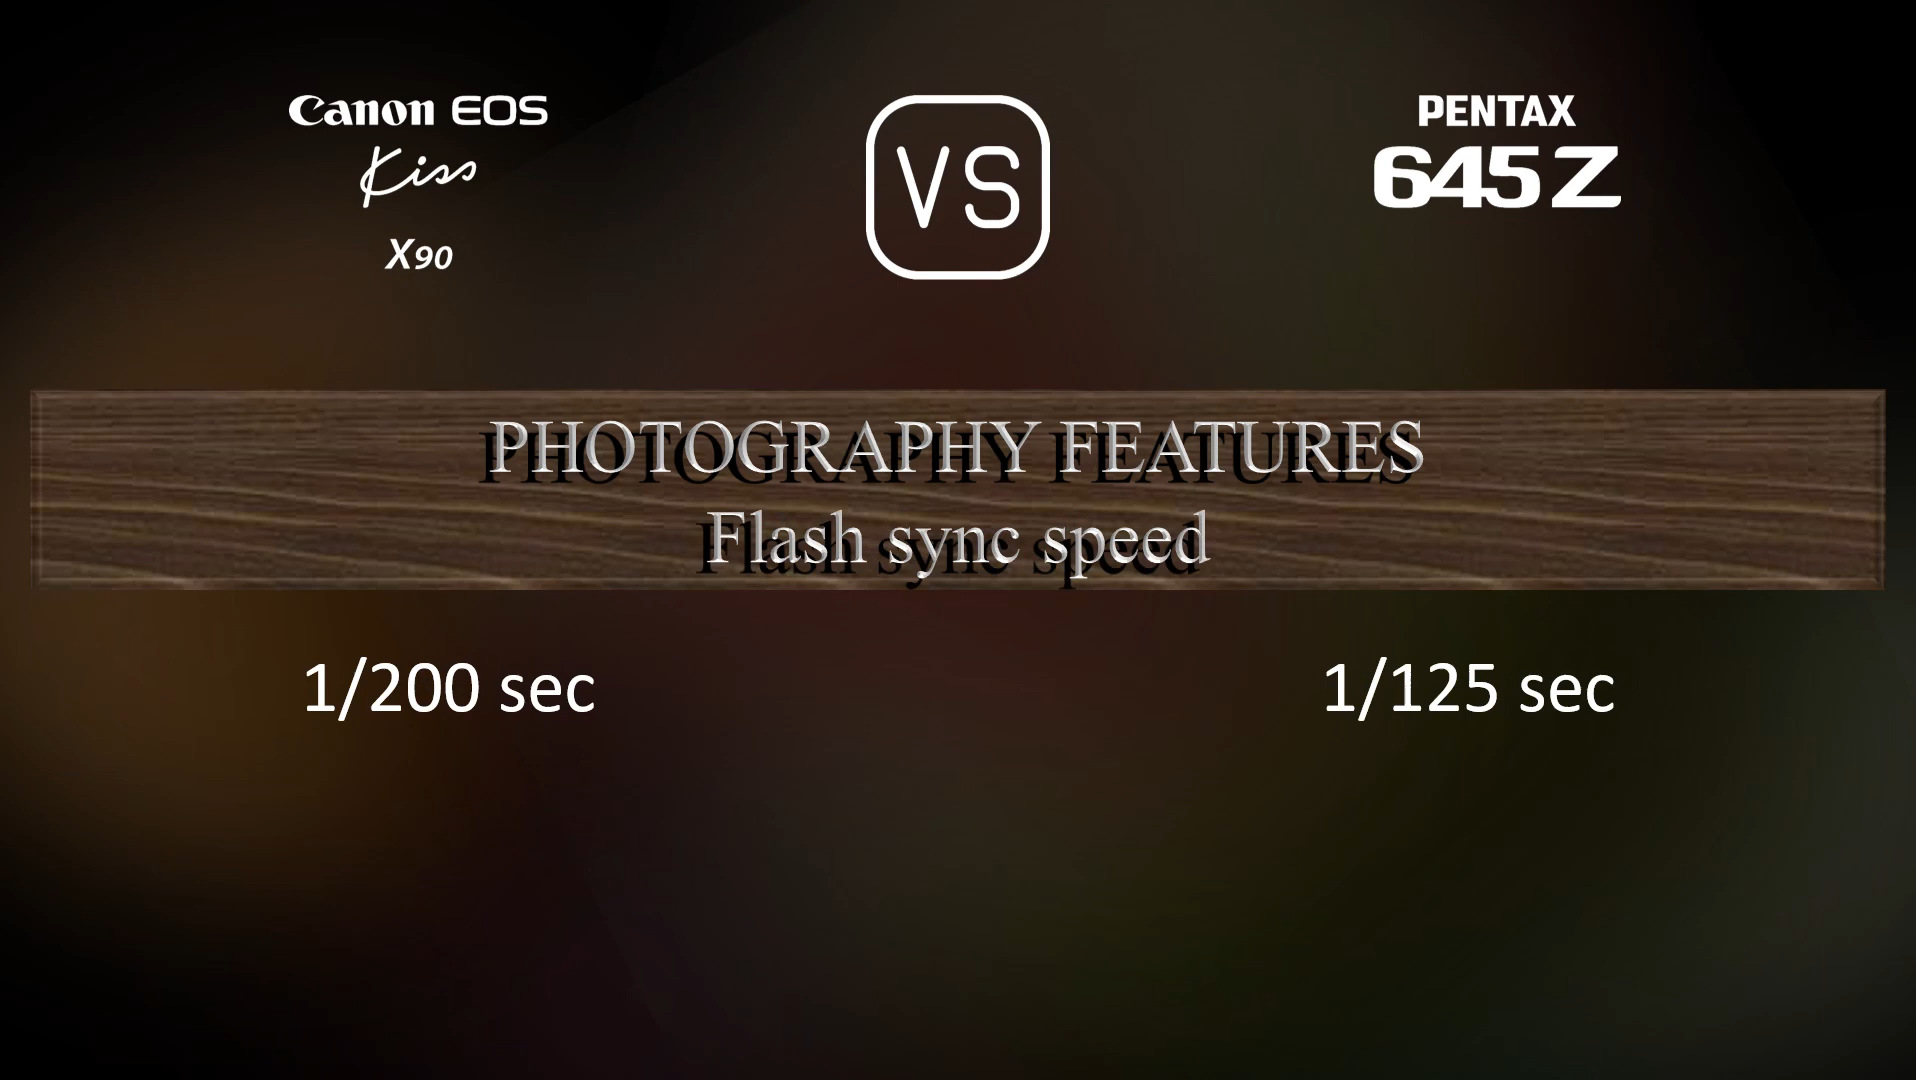 Canon EOS
Kiss
X90
VS
PENTAX
645Z
PHOTOGRAPHY FEATURES
Flash sync speed
1/200 sec
1/125 sec